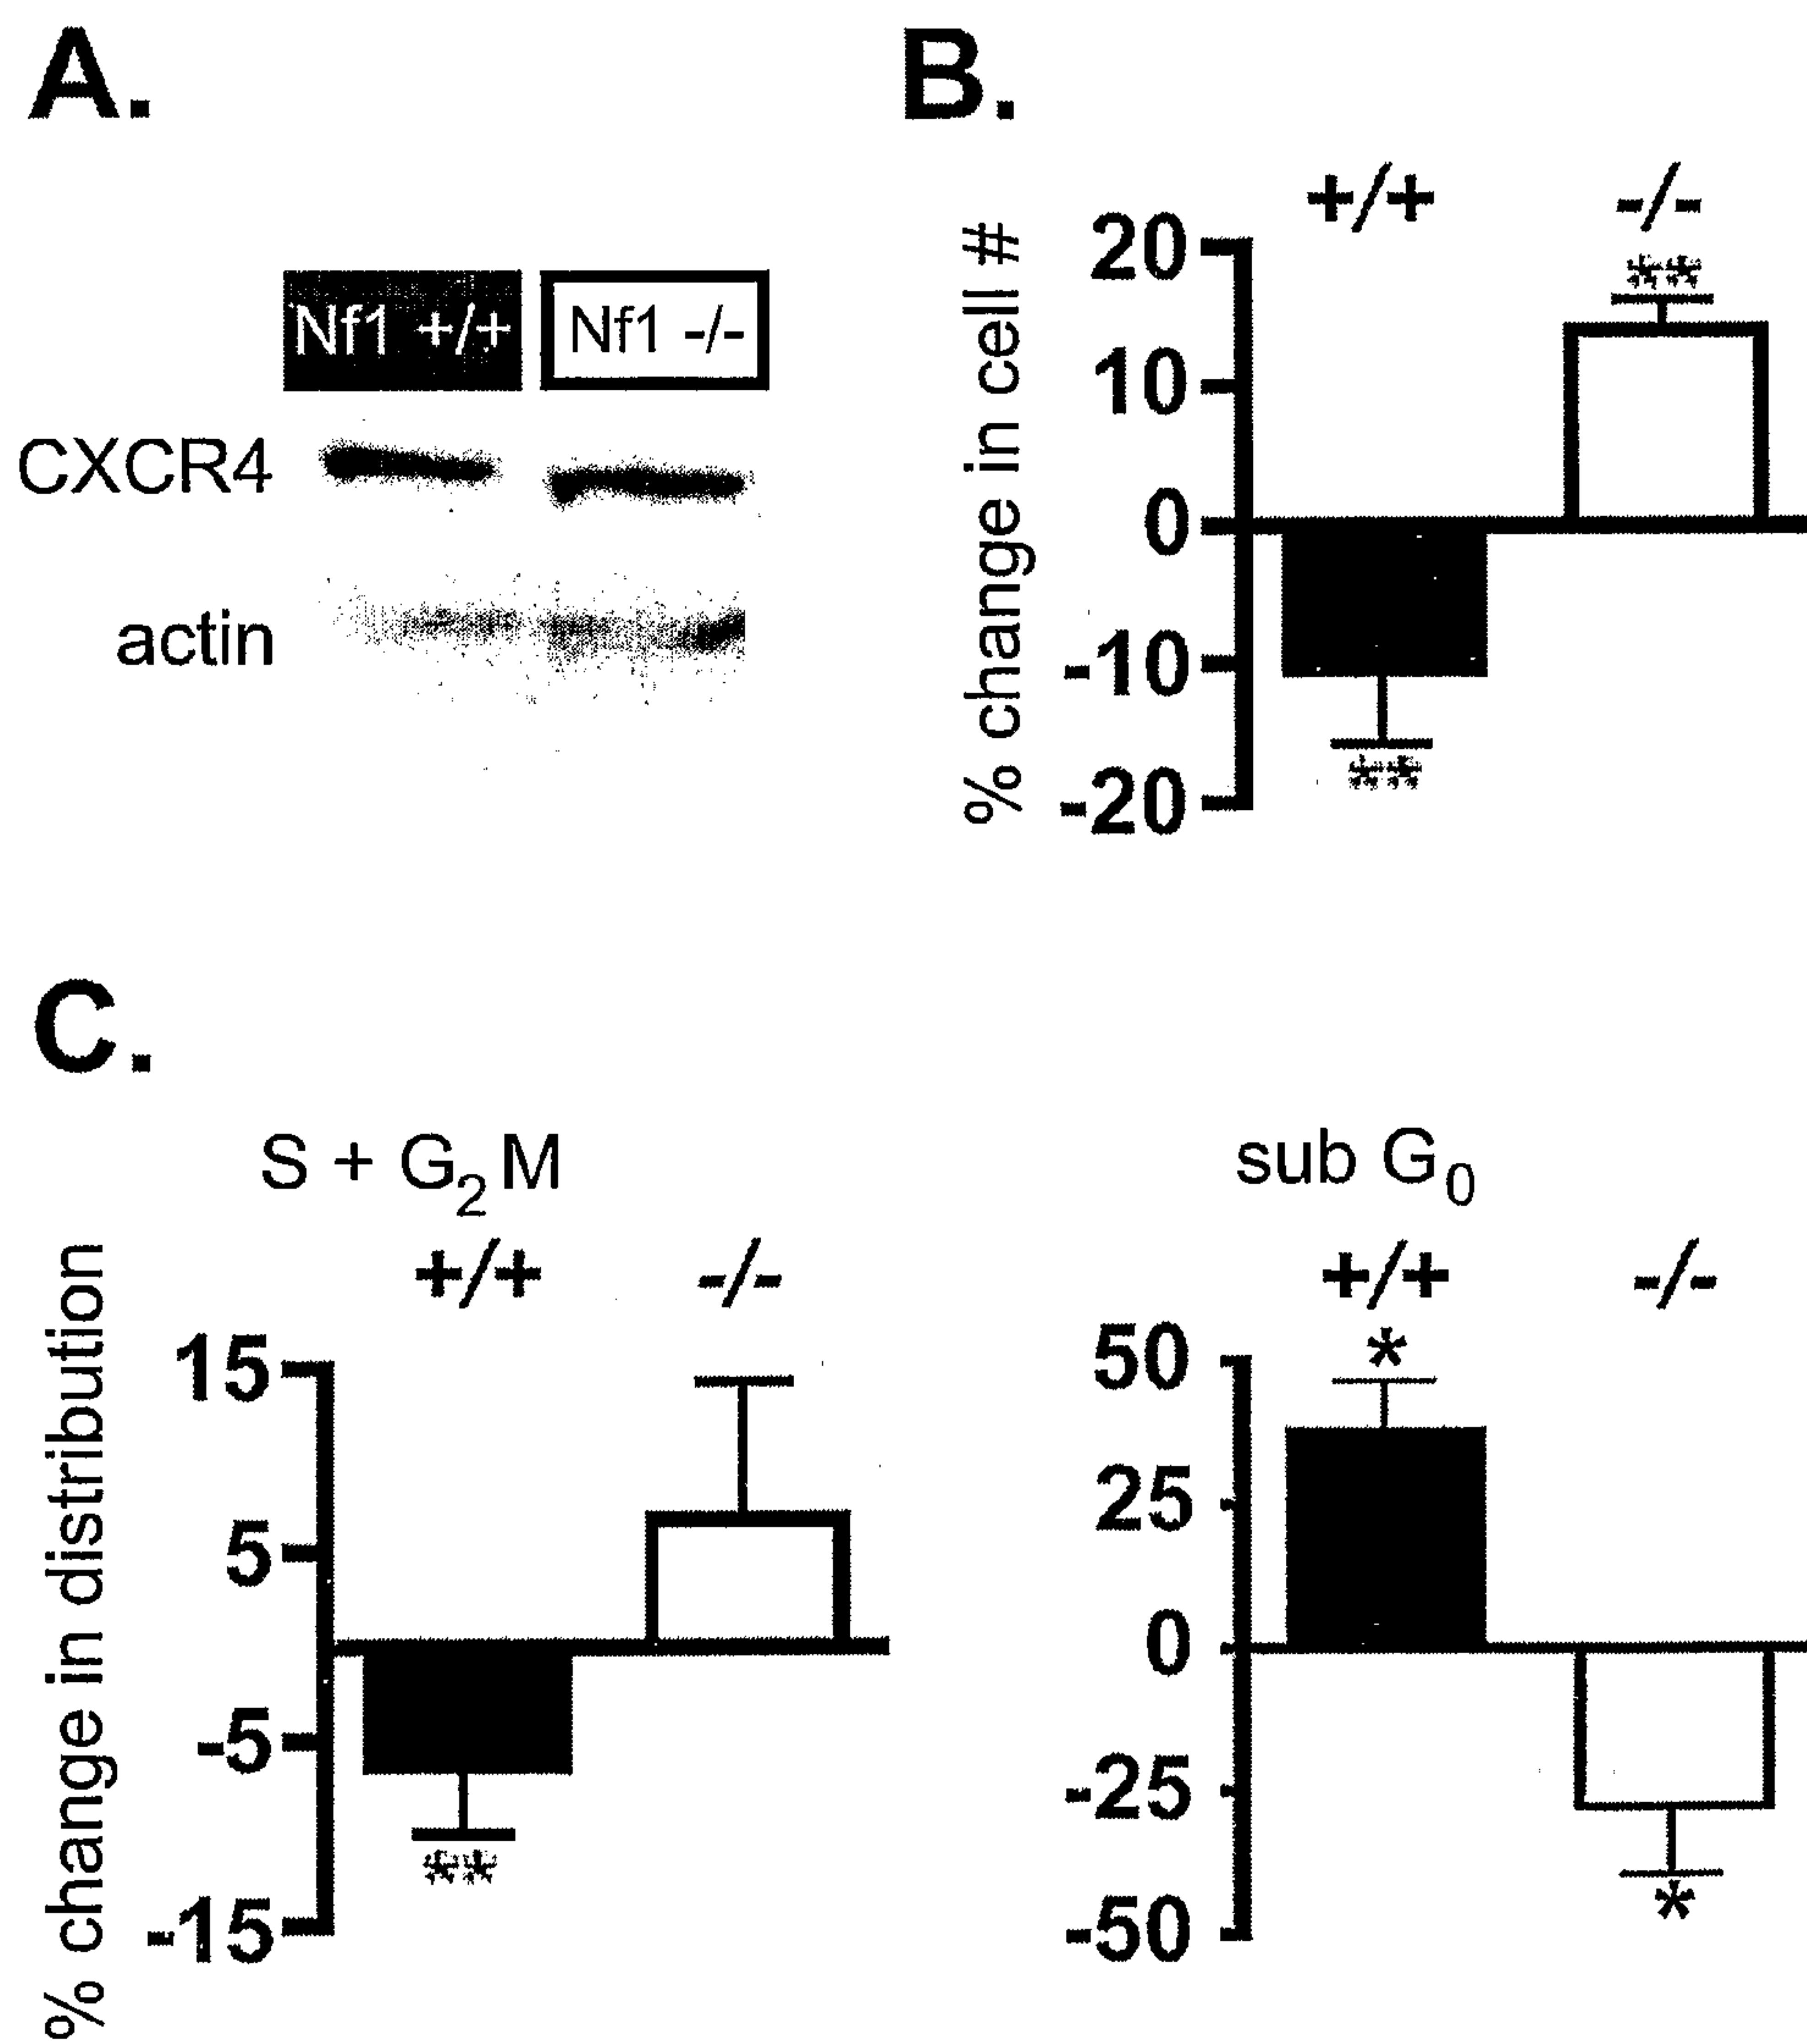 A.
Nf1 +/+ Nf1 -/-
CXCR4
actin
B.
+/+ -/-
% change in cell #
20
**
10
0
-10
**
-20
C.
S + G₂M
+/+ -/-
% change in distribution
15
5
-5
**
-15
sub G₀
+/+ -/-
50
*
25
0
-25
*
-50